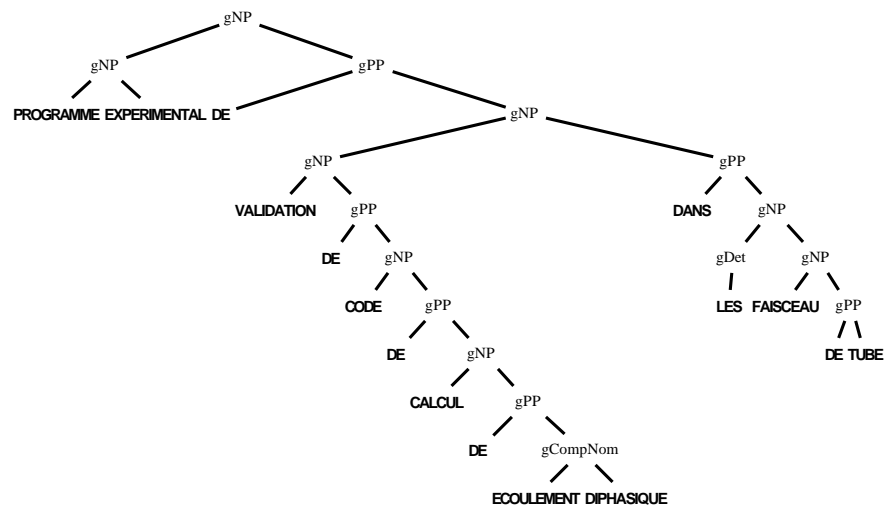 gNP
gNP gPP
PROGRAMME EXPERIMENTAL DE gNP
gNP gPP
VALIDATION gPP DANS gNP
DE gNP gDet gNP
CODE gPP LES FAISCEAU gPP
DE gNP DE TUBE
CALCUL gPP
DE gCompNom
ECOULEMENT DIPHASIQUE